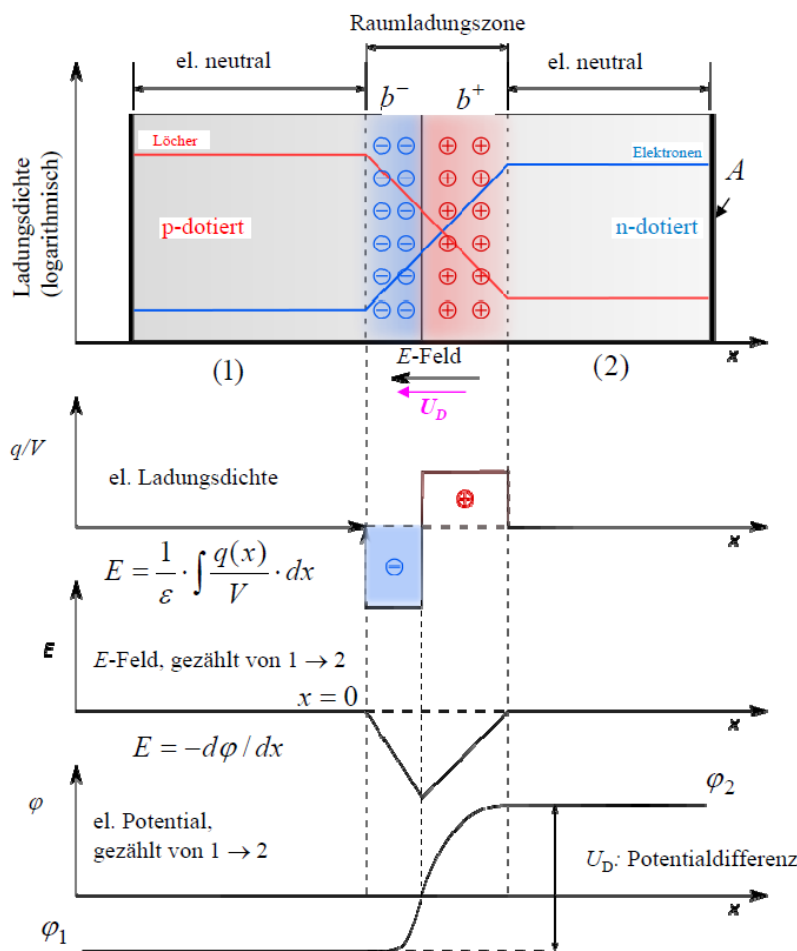 Raumladungszone
el. neutral
el. neutral
b⁻
b⁺
Löcher
Elektronen
A
Ladungsdichte
(logarithmisch)
p-dotiert
n-dotiert
x
(1)
E-Feld
(2)
U_D
q/V
el. Ladungsdichte
x
E = 1/ε · ∫ q(x)/V · dx
E
E-Feld, gezählt von 1 → 2
x = 0
x
E = −dφ / dx
φ
el. Potential,
gezählt von 1 → 2
φ₂
U_D: Potentialdifferenz
x
φ₁